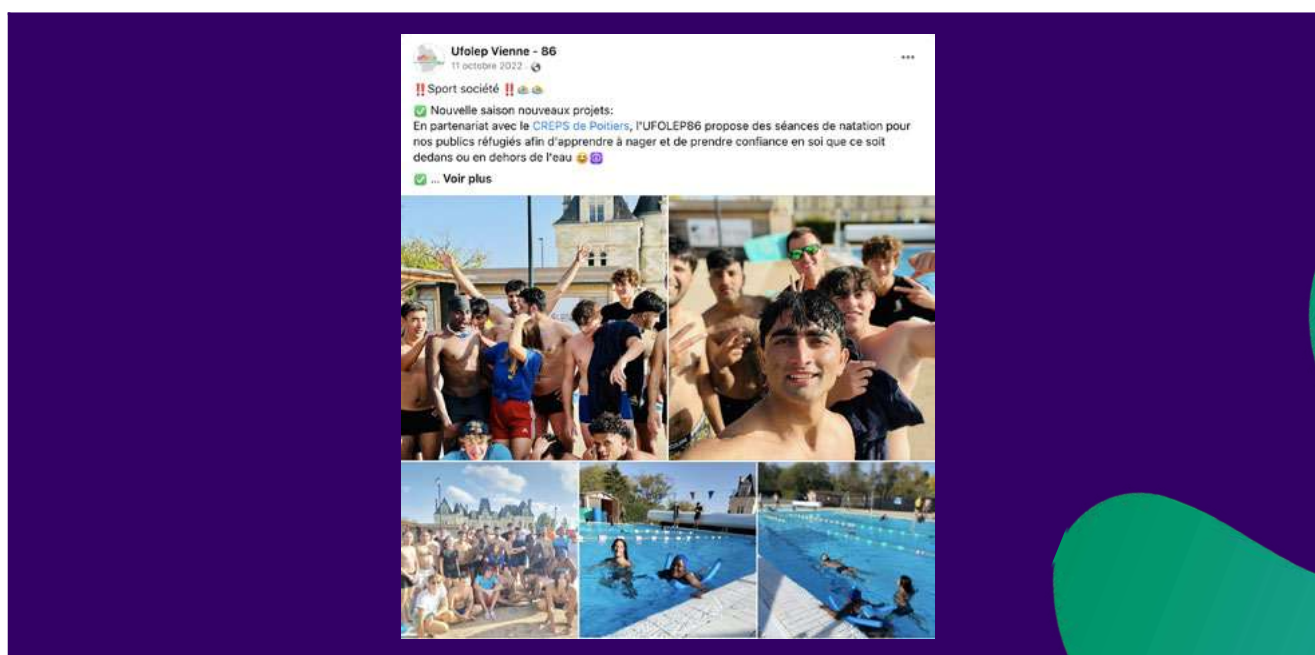 Ufolep Vienne - 86
11 octobre 2022 ·
‼️Sport société ‼️
✅ Nouvelle saison nouveaux projets:
En partenariat avec le CREPS de Poitiers, l'UFOLEP86 propose des séances de natation pour
nos publics réfugiés afin d'apprendre à nager et de prendre confiance en soi que ce soit
dedans ou en dehors de l'eau 😂
✅ ... Voir plus